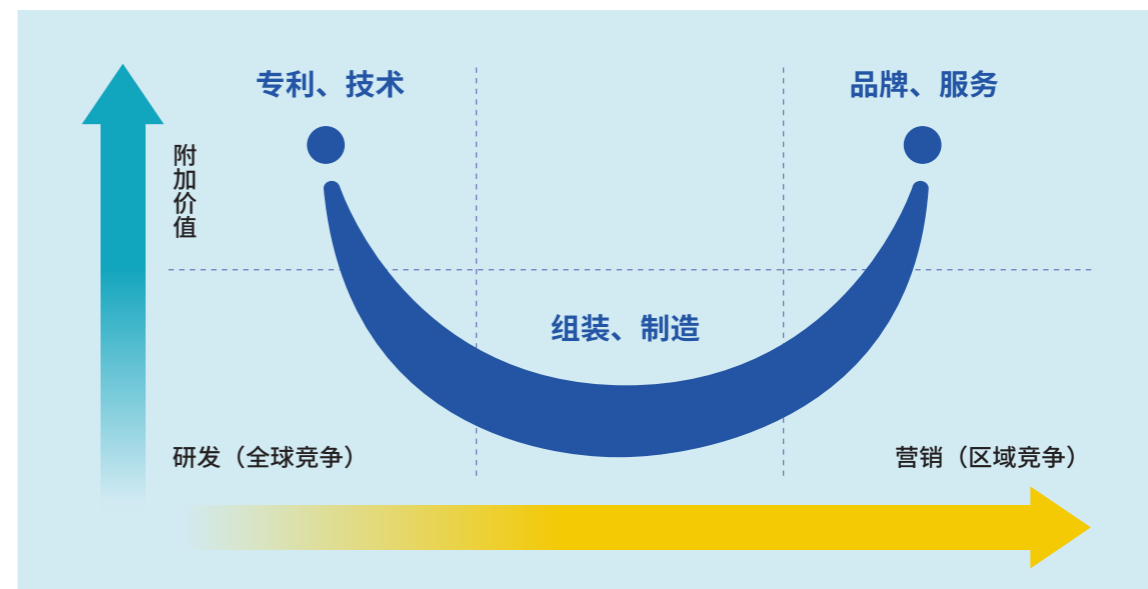 专利、技术
品牌、服务
附加价值
组装、制造
研发（全球竞争）
营销（区域竞争）